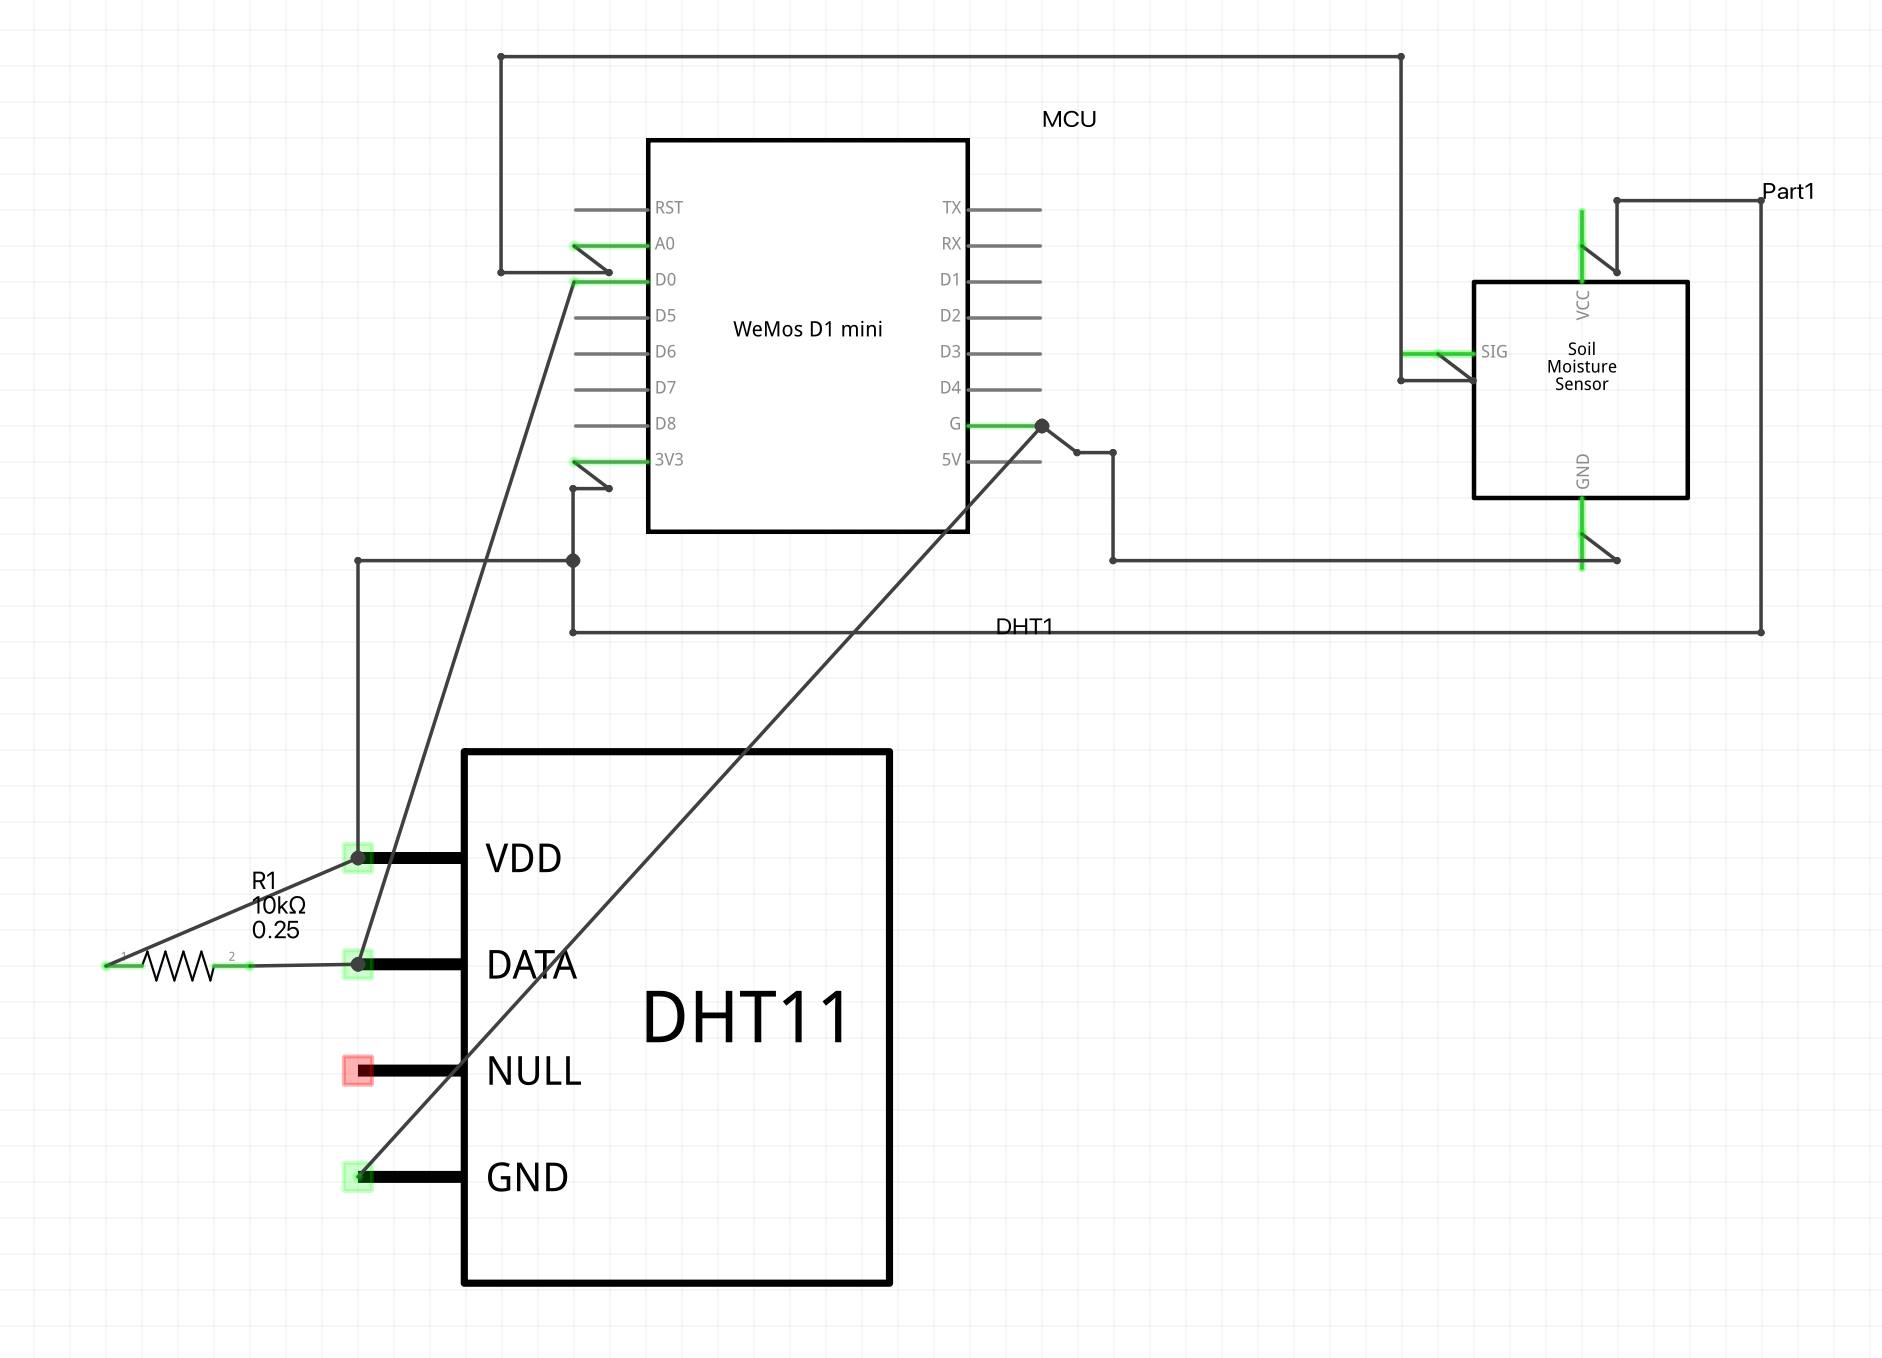 MCU
Part1
RST
A0
D0
D5
D6
D7
D8
3V3
WeMos D1 mini
TX
RX
D1
D2
D3
D4
G
5V
VCC
SIG
Soil
Moisture
Sensor
GND
DHT1
R1
10kΩ
0.25
1
2
VDD
DATA
NULL
GND
DHT11